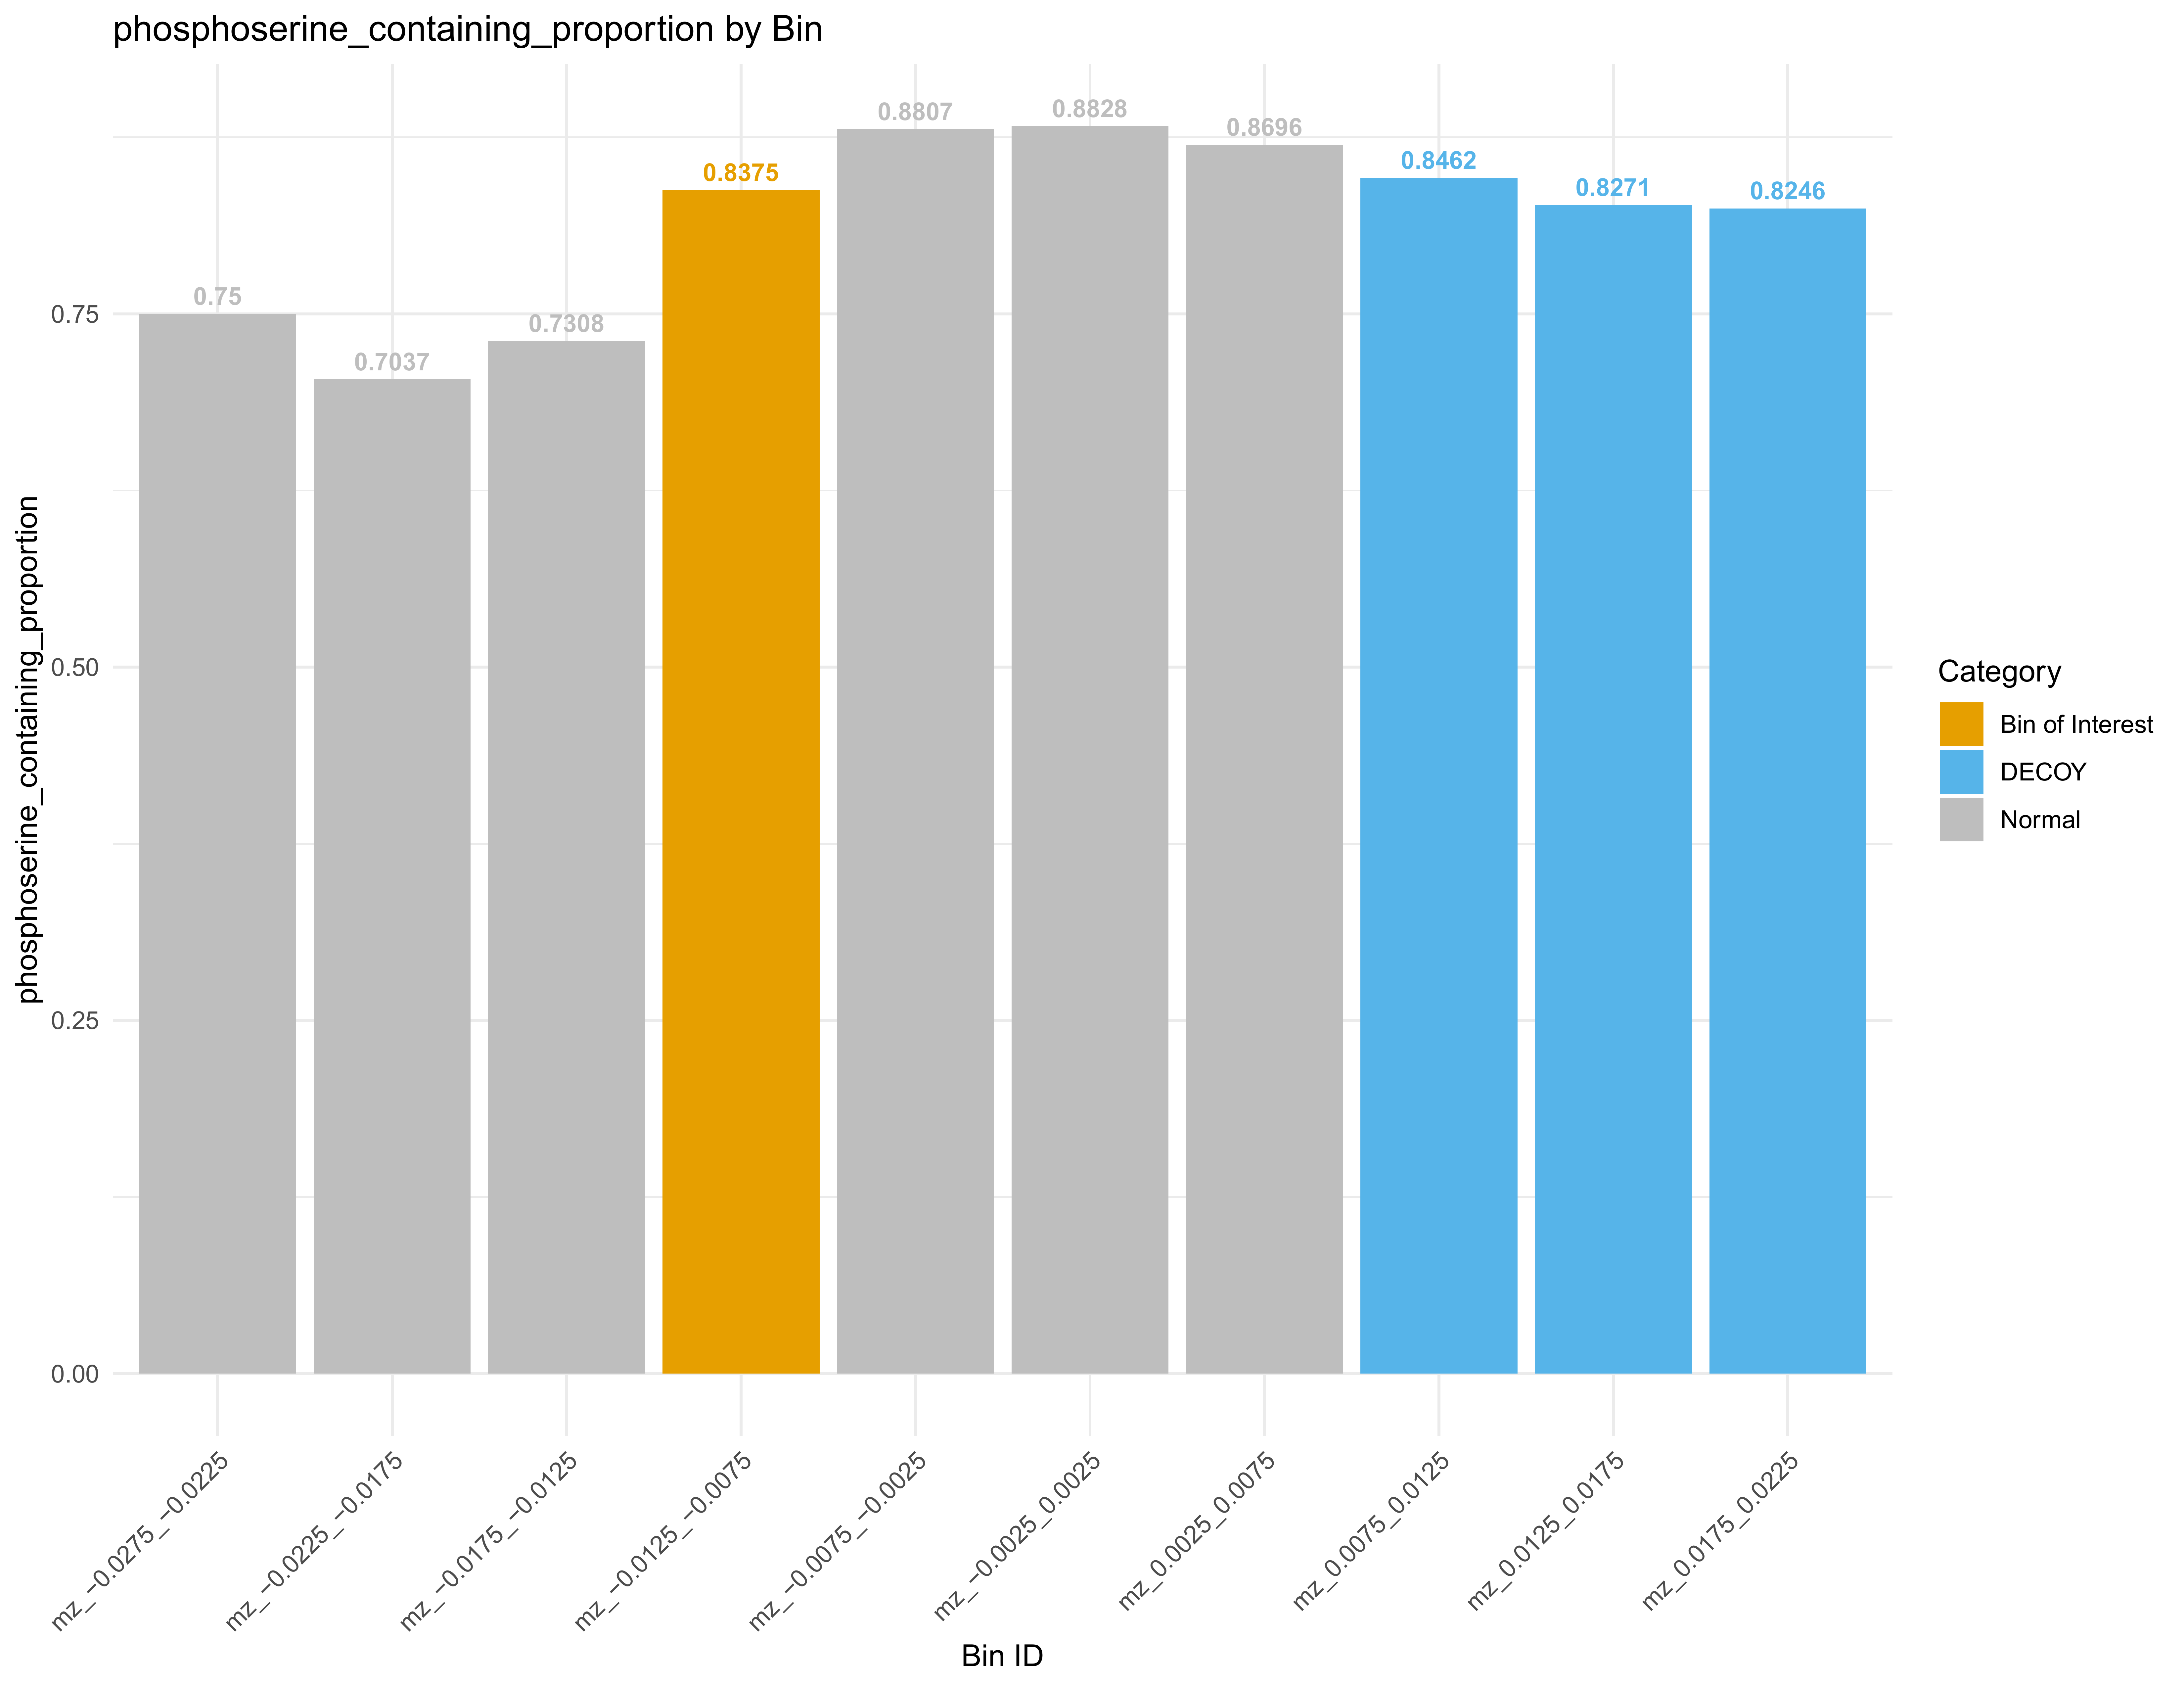 phosphoserine_containing_proportion by Bin
phosphoserine_containing_proportion
0.75
0.50
0.25
0.00
0.75
0.7037
0.7308
0.8375
0.8807
0.8828
0.8696
0.8462
0.8271
0.8246
mz_−0.0275_−0.0225
mz_−0.0225_−0.0175
mz_−0.0175_−0.0125
mz_−0.0125_−0.0075
mz_−0.0075_−0.0025
mz_−0.0025_0.0025
mz_0.0025_0.0075
mz_0.0075_0.0125
mz_0.0125_0.0175
mz_0.0175_0.0225
Bin ID
Category
Bin of Interest
DECOY
Normal